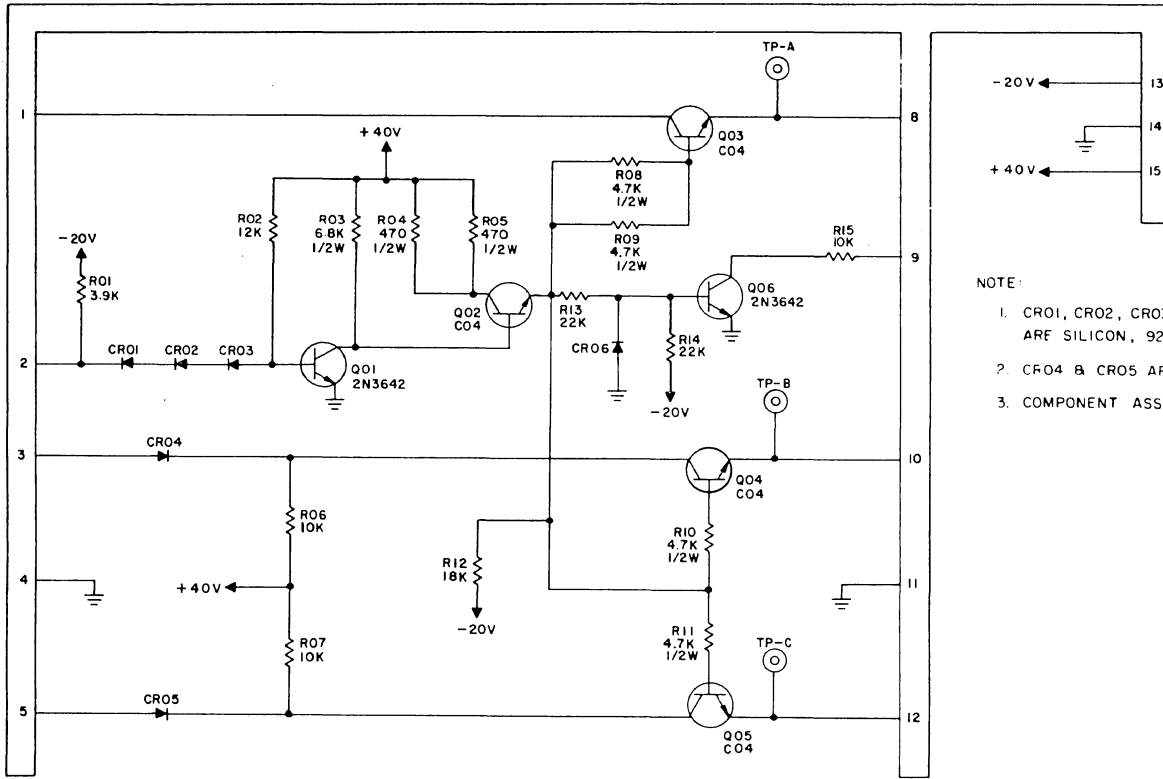 TP-A
1
8
+40V
Q03
C04
R08
4.7K
1/2W
R09
4.7K
1/2W
R02
12K
R03
6.8K
1/2W
R04
470
1/2W
R05
470
1/2W
-20V
R01
3.9K
R15
10K
9
Q02
C04
R13
22K
Q06
2N3642
CR06
R14
22K
-20V
2
CR01
CR02
CR03
Q01
2N3642
TP-B
3
CR04
10
Q04
C04
R06
10K
R10
4.7K
1/2W
R12
18K
-20V
4
+40V
11
R07
10K
R11
4.7K
1/2W
TP-C
5
CR05
12
Q05
C04
-20V
13
14
+40V
15
NOTE:
1. CR01, CR02, CR03
ARE SILICON, 92
2. CR04 & CR05 AR
3. COMPONENT ASS